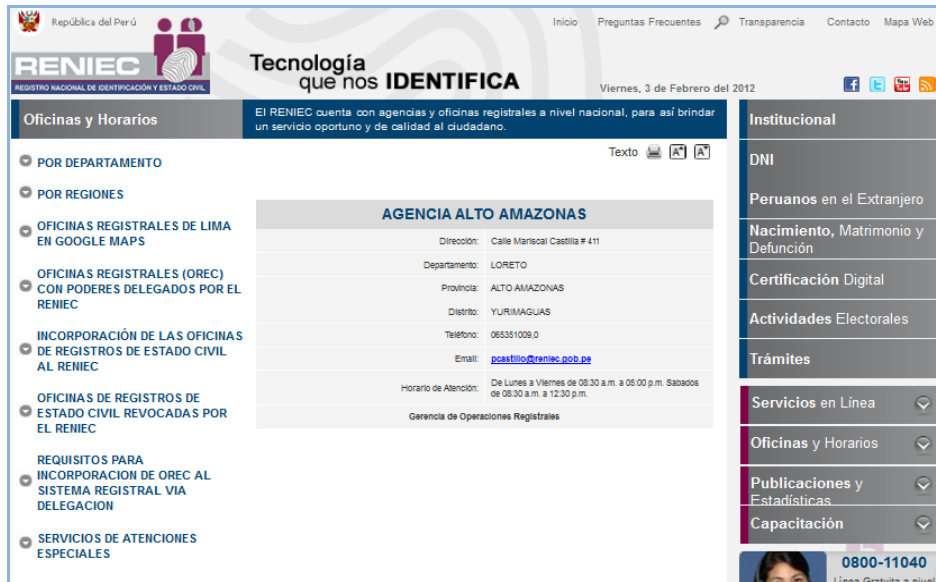 República del Perú
Inicio Preguntas Frecuentes Transparencia Contacto Mapa Web
RENIEC
REGISTRO NACIONAL DE IDENTIFICACIÓN Y ESTADO CIVIL
Tecnología
que nos IDENTIFICA
Viernes, 3 de Febrero del 2012
Oficinas y Horarios
POR DEPARTAMENTO
POR REGIONES
OFICINAS REGISTRALES DE LIMA
EN GOOGLE MAPS
OFICINAS REGISTRALES (OREC)
CON PODERES DELEGADOS POR EL
RENIEC
INCORPORACIÓN DE LAS OFICINAS
DE REGISTROS DE ESTADO CIVIL
AL RENIEC
OFICINAS DE REGISTROS DE
ESTADO CIVIL REVOCADAS POR
EL RENIEC
REQUISITOS PARA
INCORPORACION DE OREC AL
SISTEMA REGISTRAL VIA
DELEGACION
SERVICIOS DE ATENCIONES
ESPECIALES
El RENIEC cuenta con agencias y oficinas registrales a nivel nacional, para así brindar
un servicio oportuno y de calidad al ciudadano.
Texto A A
AGENCIA ALTO AMAZONAS
Dirección: Calle Mariscal Castilla # 411
Departamento: LORETO
Provincia: ALTO AMAZONAS
Distrito: YURIMAGUAS
Teléfono: 065351009,0
Email: pcastillo@reniec.gob.pe
Horario de Atención: De Lunes a Viernes de 08:30 a.m. a 05:00 p.m. Sabados
de 08:30 a.m. a 12:30 p.m.
Gerencia de Operaciones Registrales
Institucional
DNI
Peruanos en el Extranjero
Nacimiento, Matrimonio y
Defunción
Certificación Digital
Actividades Electorales
Trámites
Servicios en Línea
Oficinas y Horarios
Publicaciones y
Estadísticas
Capacitación
0800-11040
Línea Gratuita a nivel